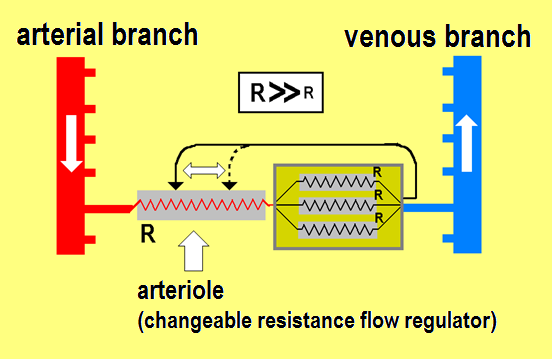 arterial branch
venous branch
R>>R
R
R
R
R
arteriole
(changeable resistance flow regulator)